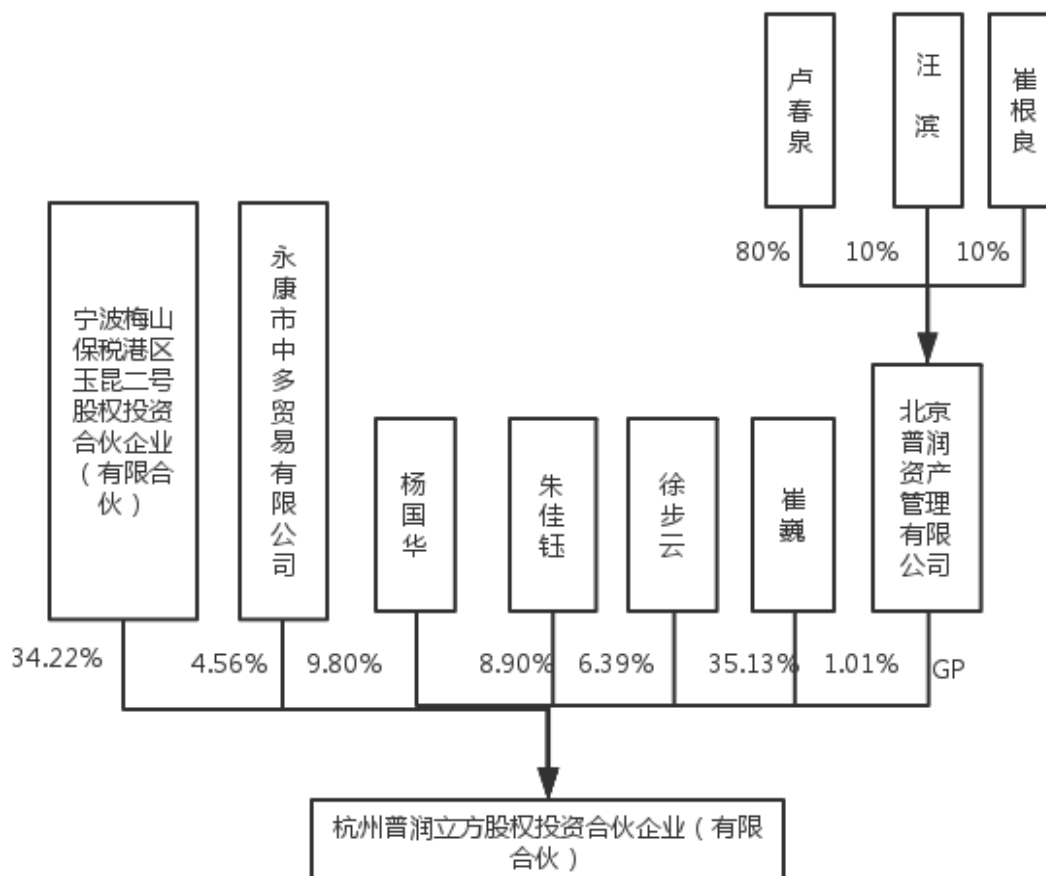 卢春泉
汪滨
崔根良
80%
10%
10%
宁波梅山
保税港区
玉昆二号
股权投资
合伙企业
（有限合
伙）
永康市中多贸易有限公司
杨国华
朱佳钰
徐步云
崔巍
北京
普润
资产
管理
有限
公司
34.22%
4.56%
9.80%
8.90%
6.39%
35.13%
1.01%
GP
杭州普润立方股权投资合伙企业（有限
合伙）